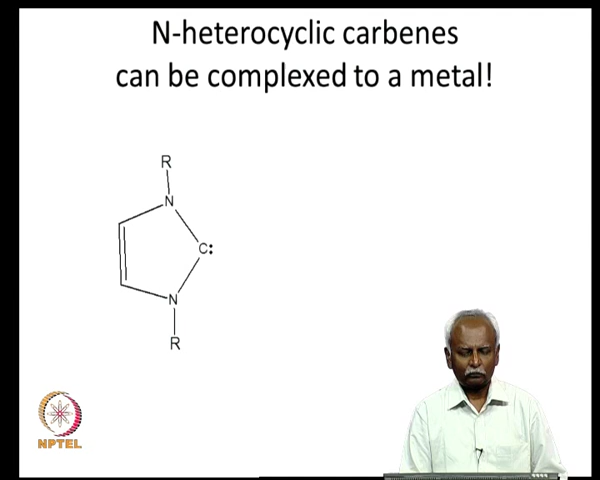 N-heterocyclic carbenes
can be complexed to a metal!
R
N
C:
N
R
NPTEL